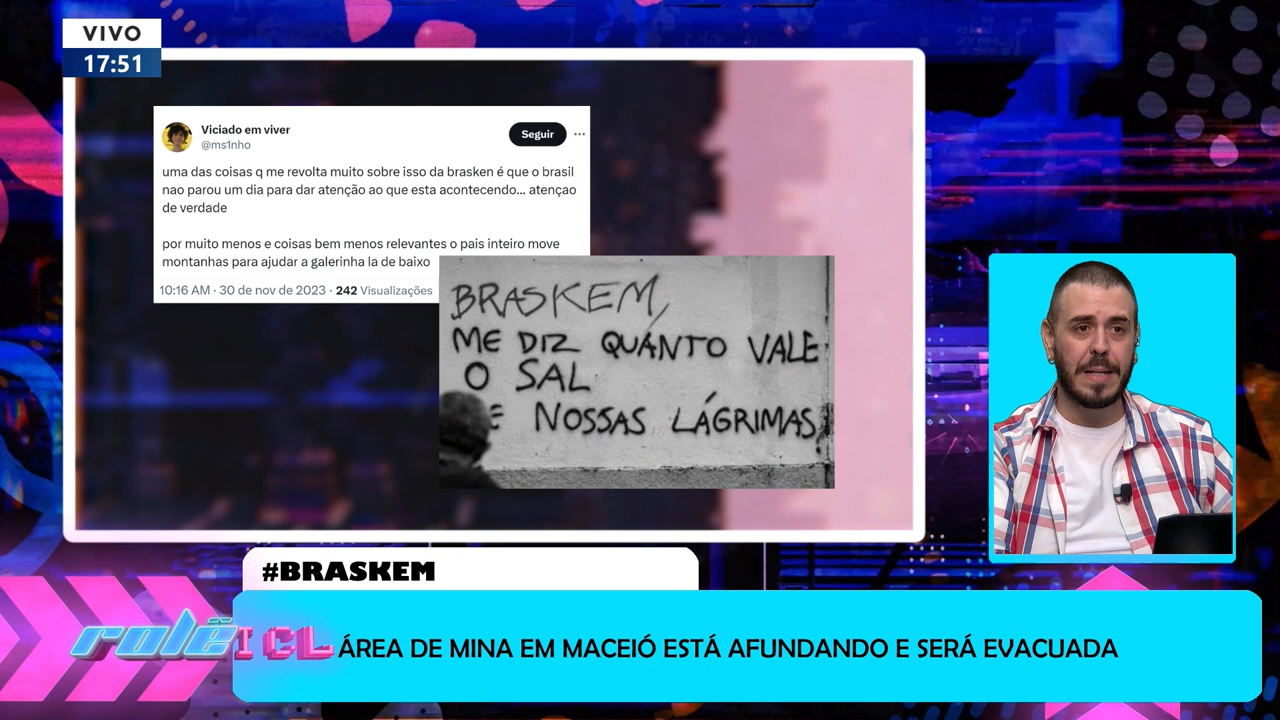 VIVO
17:51
Viciado em viver
@ms1nho
Seguir
uma das coisas q me revolta muito sobre isso da brasken é que o brasil
nao parou um dia para dar atenção ao que esta acontecendo... atençao
de verdade
por muito menos e coisas bem menos relevantes o pais inteiro move
montanhas para ajudar a galerinha la de baixo
10:16 AM · 30 de nov de 2023 · 242 Visualizações
BRASKEM,
ME DIZ QUANTO VALE
O SAL
E NOSSAS LÁGRIMAS
#BRASKEM
rolê ICL
ÁREA DE MINA EM MACEIÓ ESTÁ AFUNDANDO E SERÁ EVACUADA